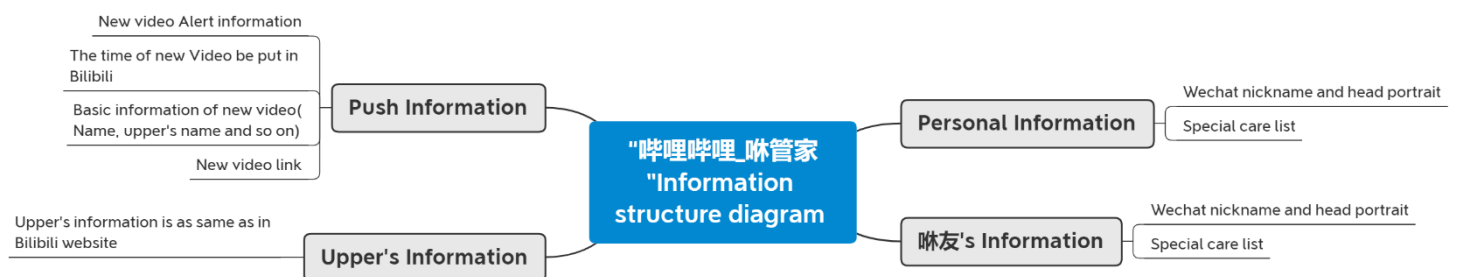 New video Alert information
The time of new Video be put in
Bilibili
Basic information of new video(
Name, upper's name and so on)
New video link
Push Information
Upper's information is as same as in
Bilibili website
Upper's Information
"哔哩哔哩_咻管家
"Information
structure diagram
Personal Information
Wechat nickname and head portrait
Special care list
咻友's Information
Wechat nickname and head portrait
Special care list